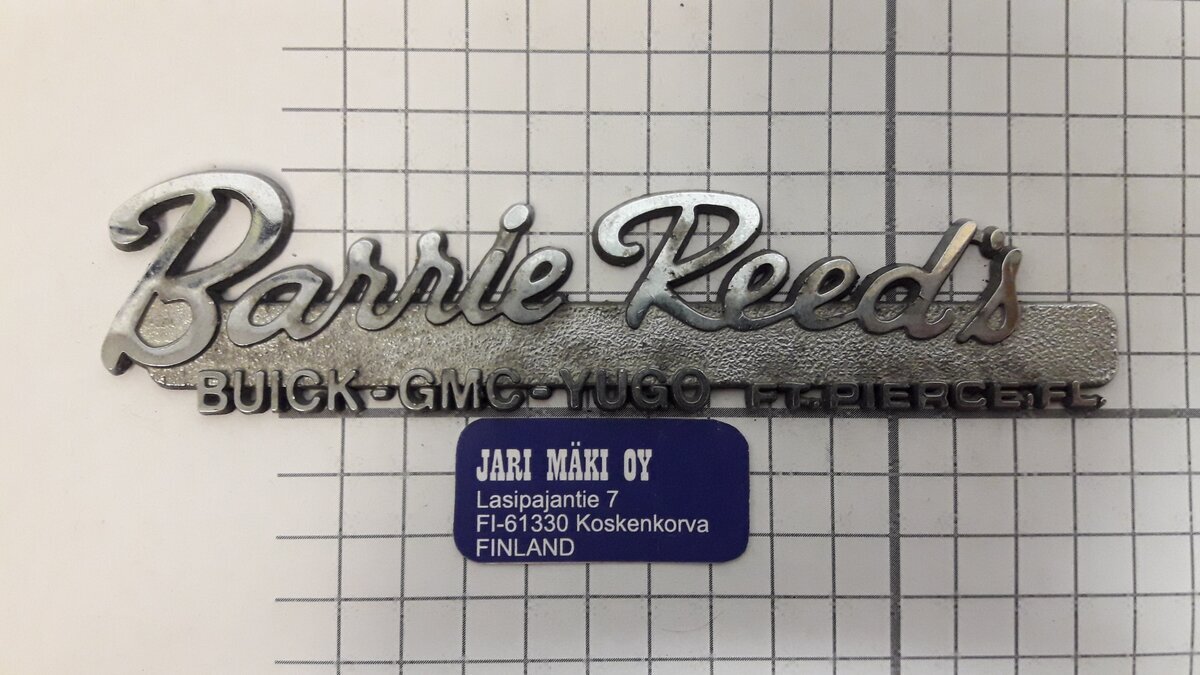 Barrie Reed's
BUICK-GMC-YUGO FT. PIERCE, FL
JARI MÄKI OY
Lasipajantie 7
FI-61330 Koskenkorva
FINLAND